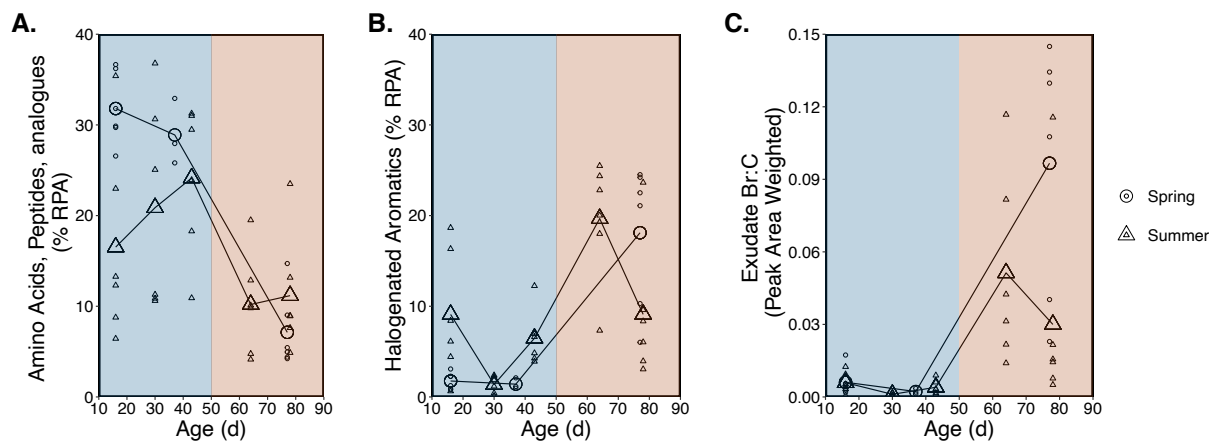 A.
Amino Acids, Peptides, analogues
(% RPA)
40
30
20
10
0
10 20 30 40 50 60 70 80 90
Age (d)
B.
Halogenated Aromatics (% RPA)
40
30
20
10
0
10 20 30 40 50 60 70 80 90
Age (d)
C.
Exudate Br:C
(Peak Area Weighted)
0.15
0.12
0.09
0.06
0.03
0.00
10 20 30 40 50 60 70 80 90
Age (d)
Spring
Summer